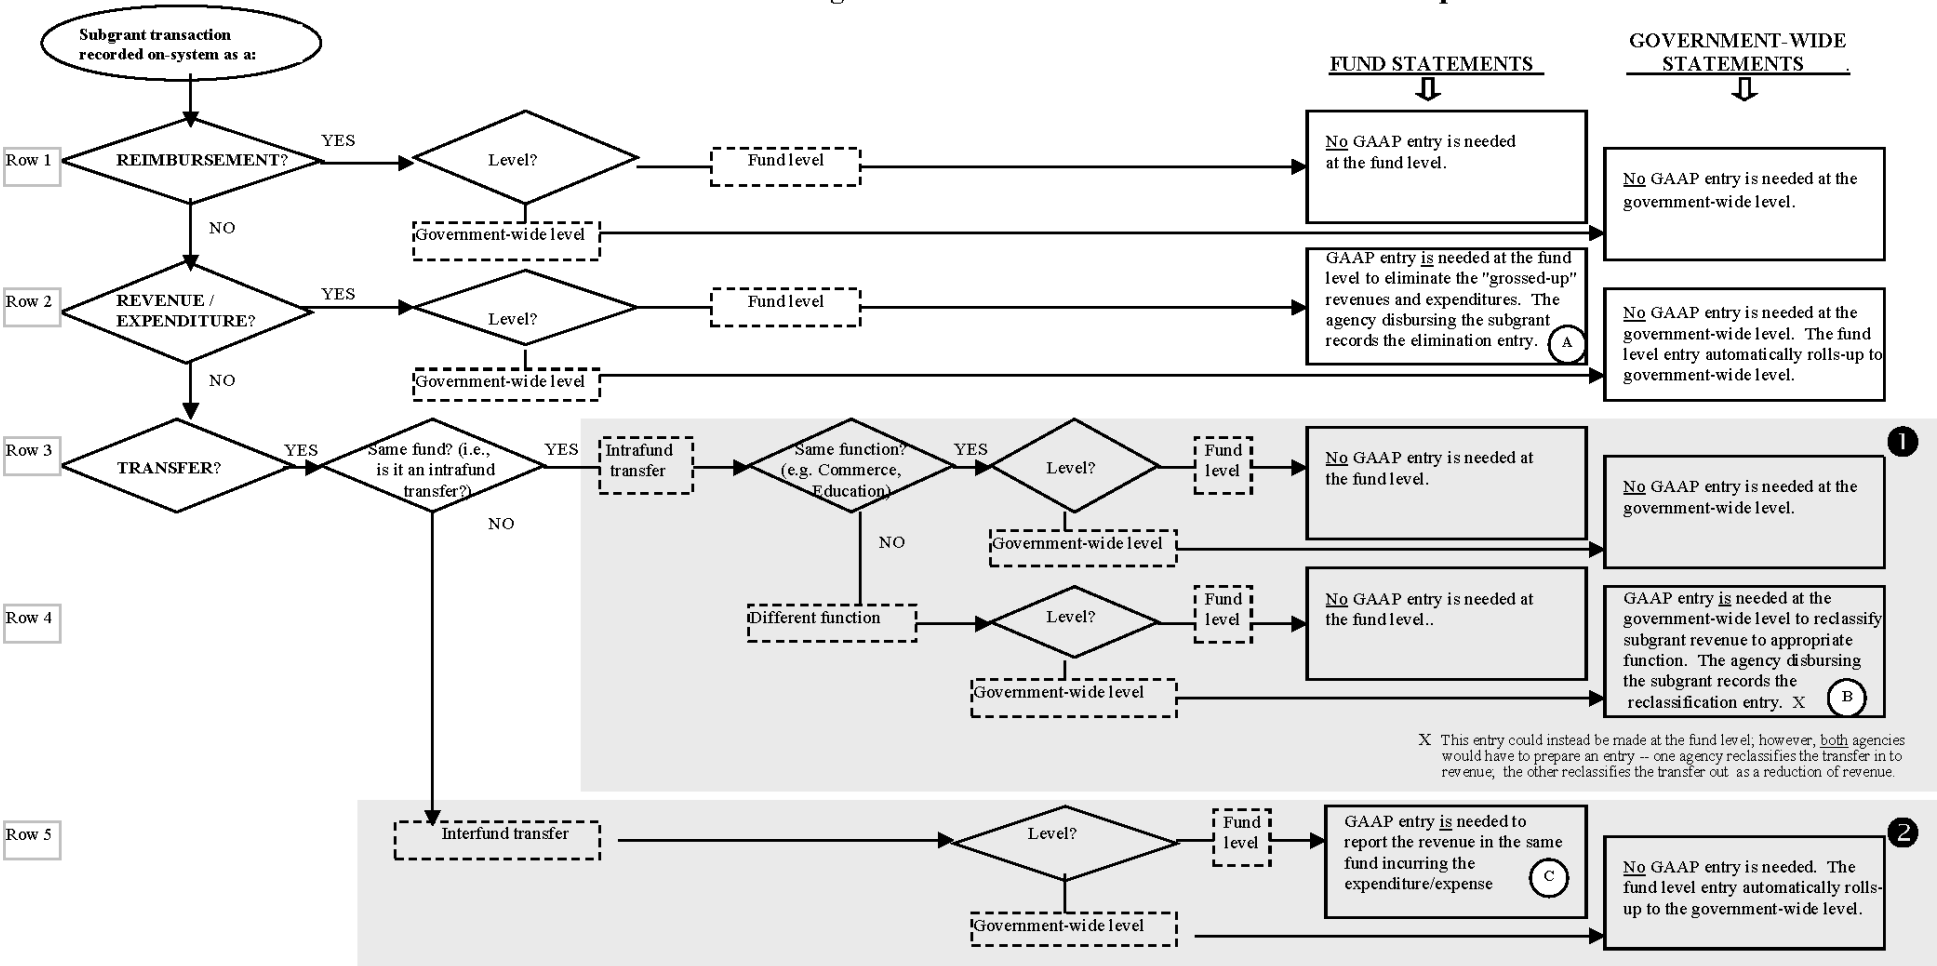 Subgrant transaction
recorded on-system as a:
FUND STATEMENTS
GOVERNMENT-WIDE
STATEMENTS .
Row 1
REIMBURSEMENT?
YES
Level?
Fund level
No GAAP entry is needed
at the fund level.
NO
Government-wide level
No GAAP entry is needed at the
government-wide level.
Row 2
REVENUE /
EXPENDITURE?
YES
Level?
Fund level
GAAP entry is needed at the fund
level to eliminate the "grossed-up"
revenues and expenditures. The
agency disbursing the subgrant
records the elimination entry.
A
NO
Government-wide level
No GAAP entry is needed at the
government-wide level. The fund
level entry automatically rolls-up to
government-wide level.
Row 3
TRANSFER?
YES
Same fund? (i.e.,
is it an intrafund
transfer?)
YES
Intrafund
transfer
Same function?
(e.g. Commerce,
Education)
YES
Level?
Fund
level
No GAAP entry is needed at
the fund level.
1
NO
NO
Government-wide level
No GAAP entry is needed at the
government-wide level.
Row 4
Different function
Level?
Fund
level
No GAAP entry is needed at
the fund level..
Government-wide level
GAAP entry is needed at the
government-wide level to reclassify
subgrant revenue to appropriate
function. The agency disbursing
the subgrant records the
reclassification entry. X
B
X This entry could instead be made at the fund level; however, both agencies
would have to prepare an entry -- one agency reclassifies the transfer in to
revenue; the other reclassifies the transfer out as a reduction of revenue.
Row 5
Interfund transfer
Level?
Fund
level
GAAP entry is needed to
report the revenue in the same
fund incurring the
expenditure/expense
C
2
Government-wide level
No GAAP entry is needed. The
fund level entry automatically rolls-
up to the government-wide level.